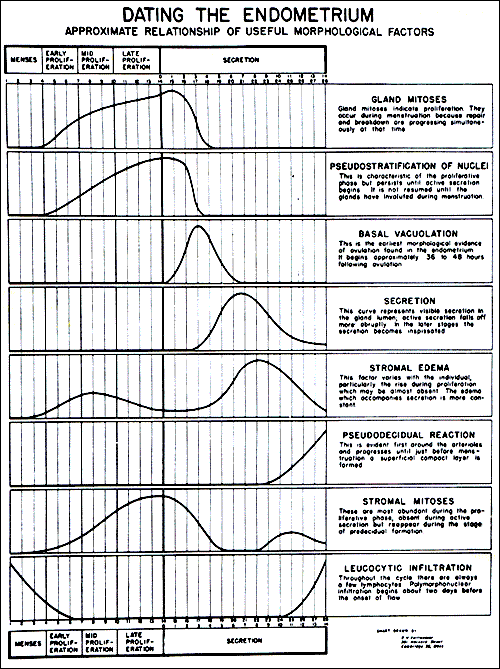 DATING THE ENDOMETRIUM
APPROXIMATE RELATIONSHIP OF USEFUL MORPHOLOGICAL FACTORS
MENSES
EARLY PROLIF-ERATION
MID PROLIF-ERATION
LATE PROLIF-ERATION
SECRETION
GLAND MITOSES
Gland mitoses indicate proliferation. They
occur during menstruation because repair
and breakdown are progressing simultane-
ously at that time
PSEUDOSTRATIFICATION OF NUCLEI
This is characteristic of the proliferative
phase but persists until active secretion
begins. It is not resumed until the
glands have involuted during menstruation.
BASAL VACUOLATION
This is the earliest morphological evidence
of ovulation found in the endometrium
It begins approximately 36 to 48 hours
following ovulation
SECRETION
This curve represents visible secretion in
the gland lumen, active secretion falls off
more abruptly. In the later stages the
secretion becomes inspissated
STROMAL EDEMA
This factor varies with the individual,
particularly the rise during proliferation
which may be almost absent. The edema
which accompanies secretion is more con-
stant
PSEUDODECIDUAL REACTION
This is evident first around the arterioles
and progresses until just before mens-
truation a superficial compact layer is
formed
STROMAL MITOSES
These are most abundant during the pro-
liferative phase, absent during active
secretion but reappear during the stage
of predecidual formation
LEUCOCYTIC INFILTRATION
Throughout the cycle there are always
a few lymphocytes. Polymorphonuclear
infiltration begins about two days before
the onset of flow
MENSES
EARLY PROLIF-ERATION
MID PROLIF-ERATION
LATE PROLIF-ERATION
SECRETION